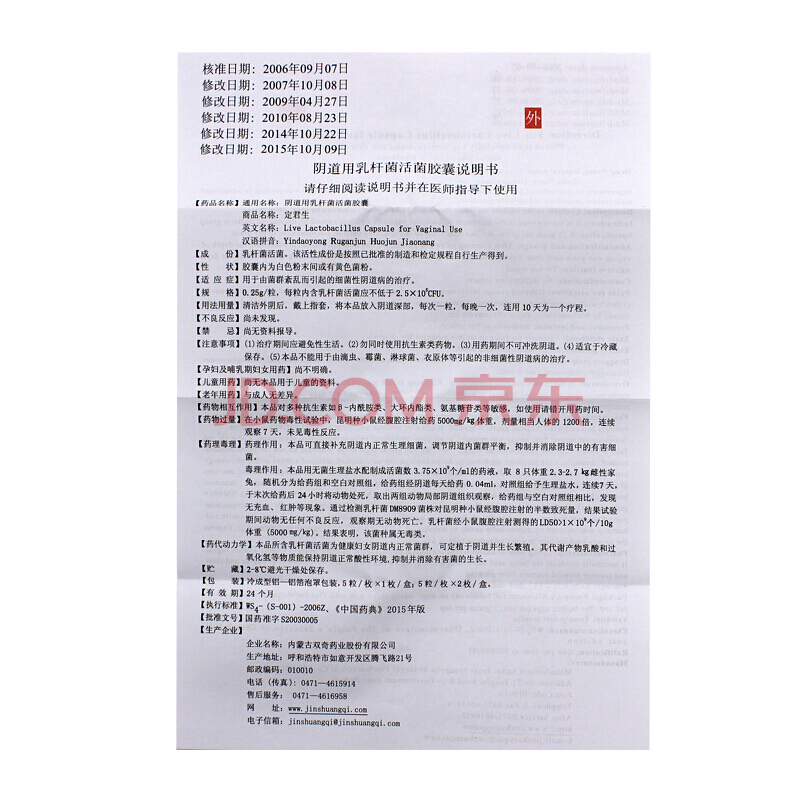 核准日期：2006年09月07日
修改日期：2007年10月08日
修改日期：2009年04月27日
修改日期：2010年08月23日
修改日期：2014年10月22日
修改日期：2015年10月09日
外
阴道用乳杆菌活菌胶囊说明书
请仔细阅读说明书并在医师指导下使用
【药品名称】通用名称：阴道用乳杆菌活菌胶囊
商品名称：定君生
英文名称：Live Lactobacillus Capsule for Vaginal Use
汉语拼音：Yindaoyong Ruganjun Huojun Jiaonang
【成　份】乳杆菌活菌。该活性成份是按照已批准的制造和检定规程自行生产得到。
【性　状】胶囊内为白色粉末间或有黄色菌粉。
【适 应 症】用于由菌群紊乱而引起的细菌性阴道病的治疗。
【规　格】0.25g/粒，每粒内含乳杆菌活菌应不低于2.5×10⁶CFU。
【用法用量】清洁外阴后，戴上指套，将本品放入阴道深部，每次一粒，每晚一次，连用10天为一个疗程。
【不良反应】尚未发现。
【禁　忌】尚无资料报导。
【注意事项】(1)治疗期间应避免性生活。(2)勿同时使用抗生素类药物。(3)用药期间不可冲洗阴道。(4)适宜于冷藏
保存。(5)本品不能用于由滴虫、霉菌、淋球菌、衣原体等引起的非细菌性阴道病的治疗。
【孕妇及哺乳期妇女用药】尚不明确。
【儿童用药】尚无本品用于儿童的资料。
【老年用药】与成人无差异。
【药物相互作用】本品对多种抗生素如β-内酰胺类、大环内酯类、氨基糖苷类等敏感，如使用请错开用药时间。
【药物过量】在小鼠药物毒性试验中，昆明种小鼠经腹腔注射给药5000mg/kg体重，剂量相当人体的1200倍，连续
观察7天，未见毒性反应。
【药理毒理】药理作用：本品可直接补充阴道内正常生理细菌，调节阴道内菌群平衡，抑制并消除阴道中的有害细
菌。
毒理作用：本品用无菌生理盐水配制成活菌数3.75×10⁶个/ml的药液，取 8 只体重2.3-2.7 kg雌性家
兔，随机分为给药组和空白对照组，给药组经阴道每天给药 0.04ml，对照组给予生理盐水，连续7天，
于末次给药后24小时将动物处死，取出两组动物局部阴道组织观察，给药组与空白对照组相比，发现
无充血、红肿等现象。通过检测乳杆菌DM8909菌株对昆明种小鼠经腹腔注射的半数致死量，结果试验
期间动物无任何不良反应，观察期无动物死亡。乳杆菌经小鼠腹腔注射测得的LD50>1×10⁹个/10g
体重(5000mg/kg)。结果表明，该菌种属无毒类。
【药代动力学】本品所含乳杆菌活菌为健康妇女阴道内正常菌群，可定植于阴道并生长繁殖。其代谢产物乳酸和过
氧化氢等物质能保持阴道正常酸性环境,抑制并消除有害菌的生长。
【贮　藏】2-8℃避光干燥处保存。
【包　装】冷成型铝—铝箔泡罩包装，5粒/板×1板/盒；5粒/板×2板/盒。
【有 效 期】24个月
【执行标准】WS₄-(S-001)-2006Z、《中国药典》2015年版
【批准文号】国药准字S20030005
【生产企业】
企业名称：内蒙古双奇药业股份有限公司
生产地址：呼和浩特市如意开发区腾飞路21号
邮政编码：010010
电话（传真）：0471—4615914
售后服务： 0471—4616958
网　址：www.jinshuangqi.com
电子信箱：jinshuangqi@jinshuangqi.com
JD.COM 京东